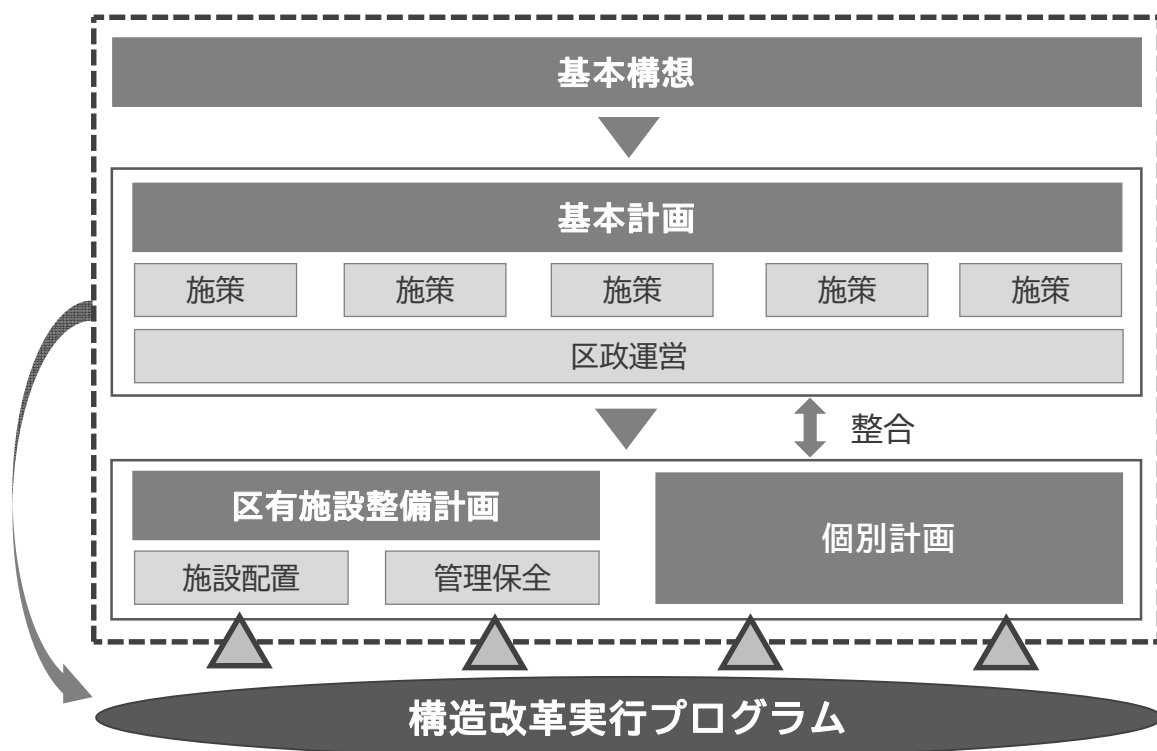 基本構想
基本計画
施策
施策
施策
施策
施策
区政運営
整合
区有施設整備計画
個別計画
施設配置
管理保全
構造改革実行プログラム